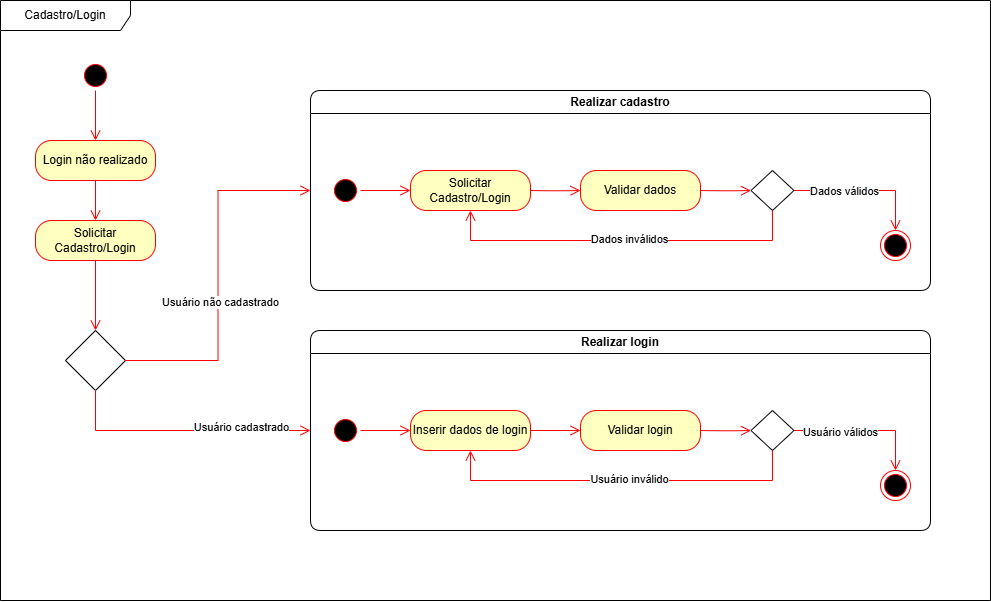 Cadastro/Login
Login não realizado
Solicitar
Cadastro/Login
Usuário não cadastrado
Usuário cadastrado
Realizar cadastro
Solicitar
Cadastro/Login
Validar dados
Dados válidos
Dados inválidos
Realizar login
Inserir dados de login
Validar login
Usuário válidos
Usuário inválido